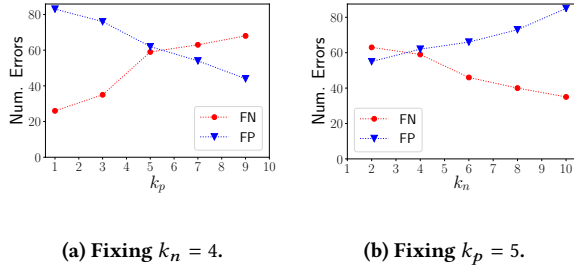 80
60
40
20
0
Num. Errors
FN
FP
1 2 3 4 5 6 7 8 9 10
k_p
80
60
40
20
0
Num. Errors
FN
FP
1 2 3 4 5 6 7 8 9 10
k_n
(a) Fixing k_n = 4.
(b) Fixing k_p = 5.